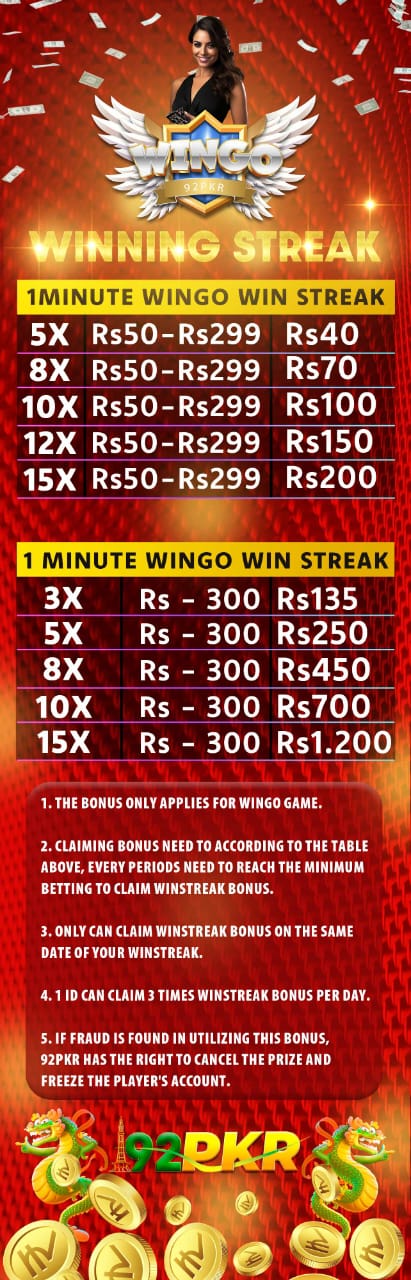 WINGO
92PKR
WINNING STREAK
1MINUTE WINGO WIN STREAK
5X Rs50-Rs299 Rs40
8X Rs50-Rs299 Rs70
10X Rs50-Rs299 Rs100
12X Rs50-Rs299 Rs150
15X Rs50-Rs299 Rs200
1 MINUTE WINGO WIN STREAK
3X Rs - 300 Rs135
5X Rs - 300 Rs250
8X Rs - 300 Rs450
10X Rs - 300 Rs700
15X Rs - 300 Rs1.200
1. THE BONUS ONLY APPLIES FOR WINGO GAME.
2. CLAIMING BONUS NEED TO ACCORDING TO THE TABLE
ABOVE, EVERY PERIODS NEED TO REACH THE MINIMUM
BETTING TO CLAIM WINSTREAK BONUS.
3. ONLY CAN CLAIM WINSTREAK BONUS ON THE SAME
DATE OF YOUR WINSTREAK.
4. 1 ID CAN CLAIM 3 TIMES WINSTREAK BONUS PER DAY.
5. IF FRAUD IS FOUND IN UTILIZING THIS BONUS,
92PKR HAS THE RIGHT TO CANCEL THE PRIZE AND
FREEZE THE PLAYER'S ACCOUNT.
92PKR